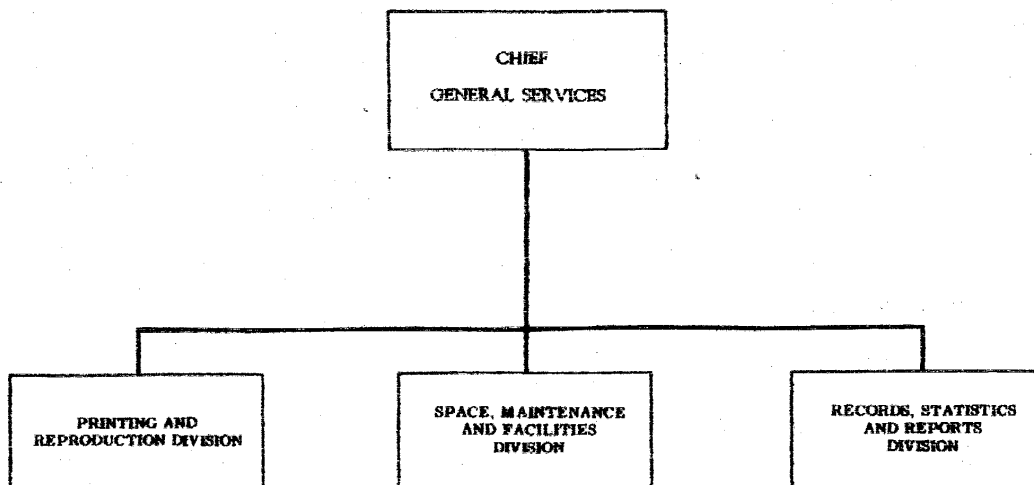 CHIEF
GENERAL SERVICES
PRINTING AND
REPRODUCTION DIVISION
SPACE, MAINTENANCE
AND FACILITIES
DIVISION
RECORDS, STATISTICS
AND REPORTS
DIVISION